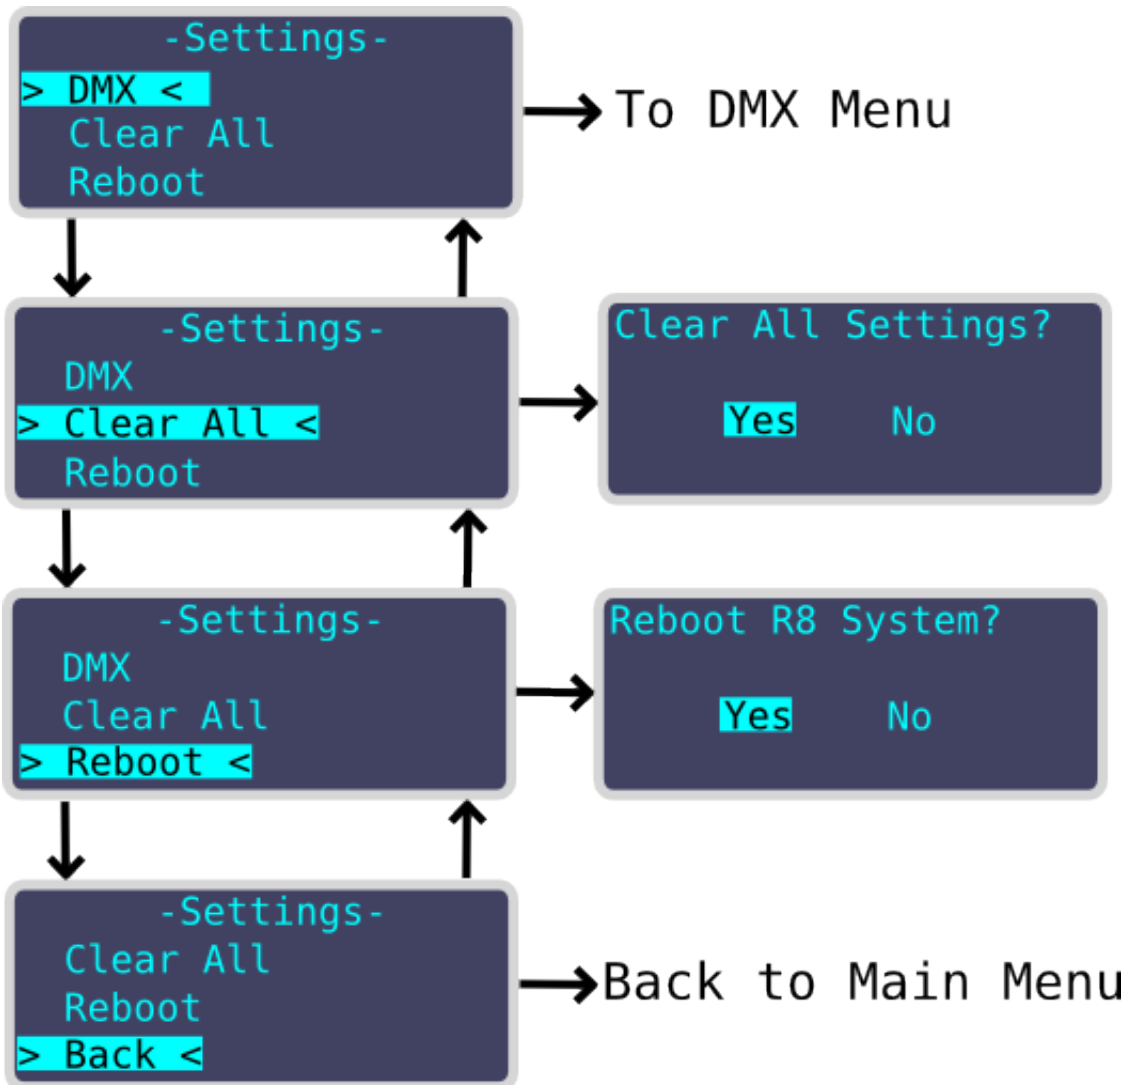 -Settings-
> DMX <
Clear All
Reboot
To DMX Menu
-Settings-
DMX
> Clear All <
Reboot
Clear All Settings?
Yes No
-Settings-
DMX
Clear All
> Reboot <
Reboot R8 System?
Yes No
-Settings-
Clear All
Reboot
> Back <
Back to Main Menu